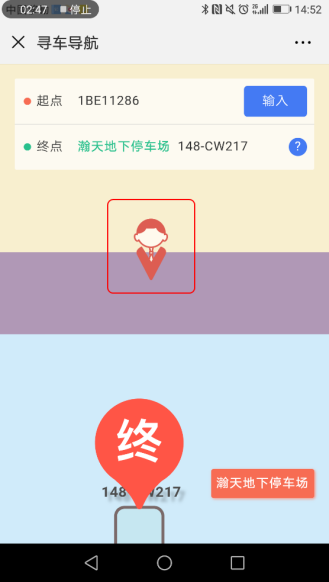 02:47 停止 14:52
寻车导航
起点 1BE11286 输入
终点 瀚天地下停车场 148-CW217 ?
终
瀚天地下停车场